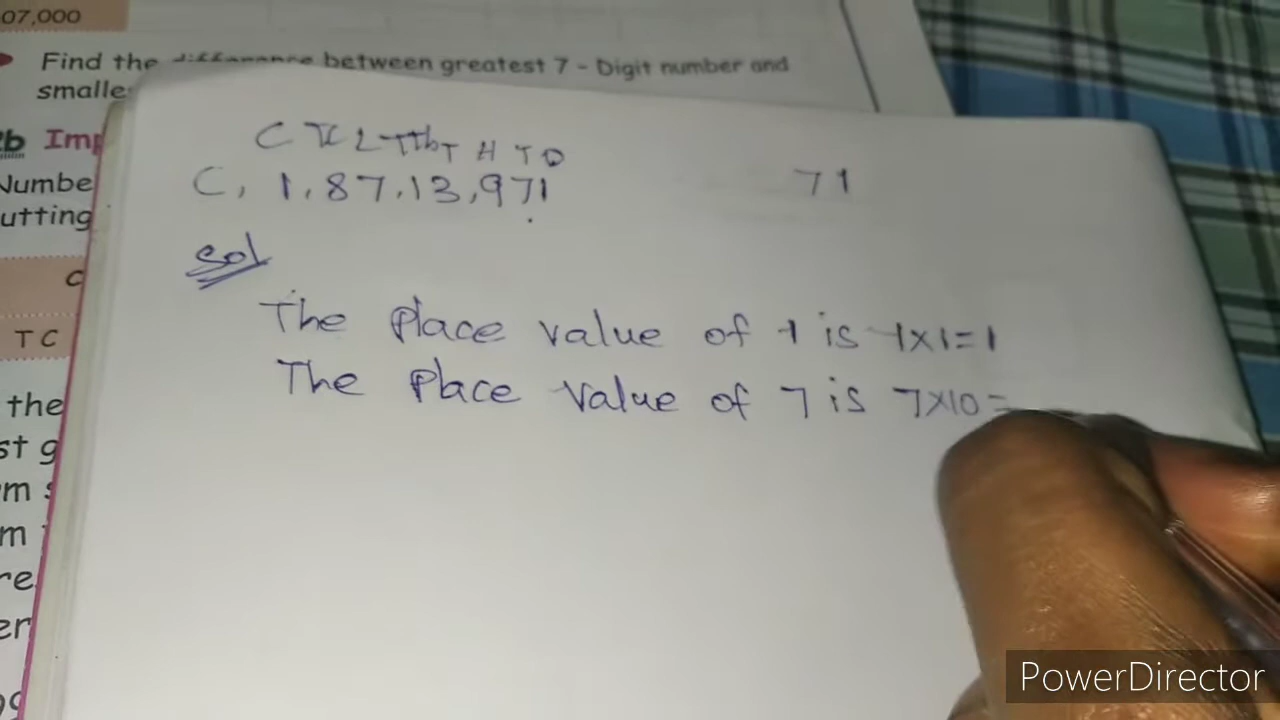 07,000
Find the difference between greatest 7 - Digit number and
smalle
2b Imp
Numbe
utting
C
T C
the
st g
m s
m
re
er
C TC L TTh T H T O
C, 1,87,13,971
71
Sol
The place value of 1 is 1x1=1
The place value of 7 is 7x10=
PowerDirector